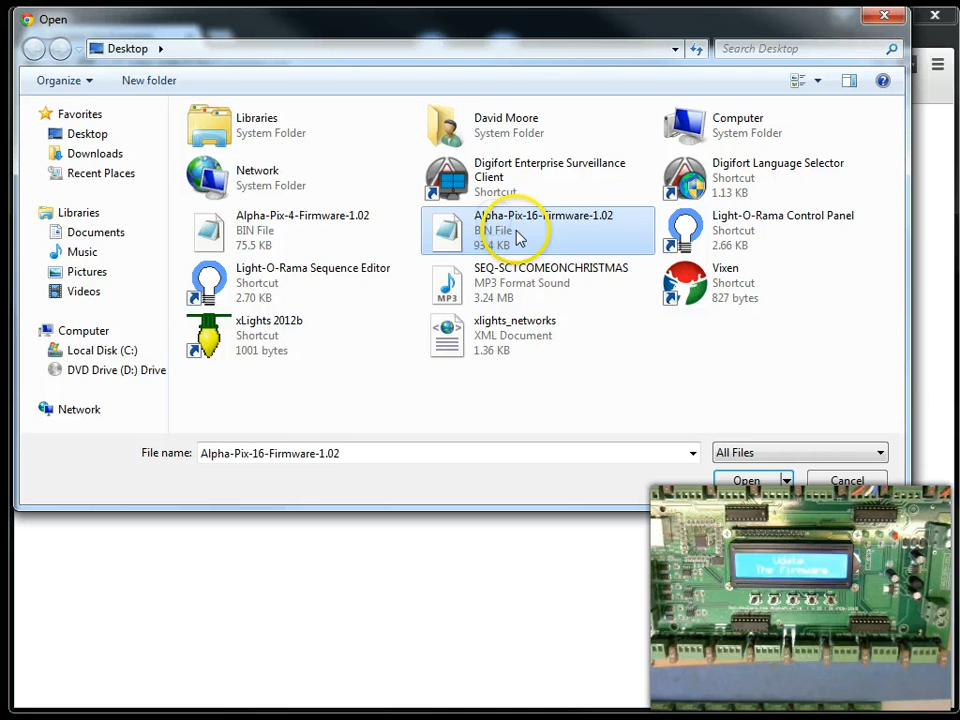 Open
Desktop
Search Desktop
Organize
New folder
Favorites
Desktop
Downloads
Recent Places
Libraries
Documents
Music
Pictures
Videos
Computer
Local Disk (C:)
DVD Drive (D:) Drive
Network
Libraries
System Folder
David Moore
System Folder
Computer
System Folder
Network
System Folder
Digifort Enterprise Surveillance
Client
Shortcut
Digifort Language Selector
Shortcut
1.13 KB
Alpha-Pix-4-Firmware-1.02
BIN File
75.5 KB
Alpha-Pix-16-Firmware-1.02
BIN File
93.4 KB
Light-O-Rama Control Panel
Shortcut
2.66 KB
Light-O-Rama Sequence Editor
Shortcut
2.70 KB
MP3
SEQ-SCTCOMEONCHRISTMAS
MP3 Format Sound
3.24 MB
Vixen
Shortcut
827 bytes
xLights 2012b
Shortcut
1001 bytes
xlights_networks
XML Document
1.36 KB
File name:
Alpha-Pix-16-Firmware-1.02
All Files
Open
Cancel
Udate
The Firmware